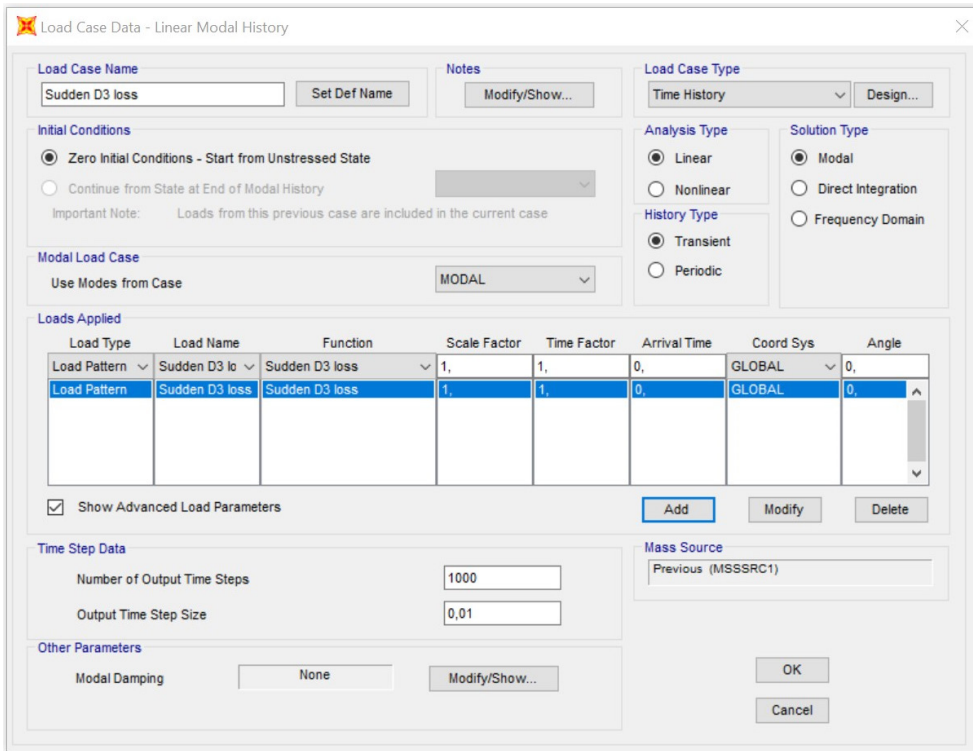 Load Case Data - Linear Modal History
Load Case Name
Sudden D3 loss
Set Def Name
Notes
Modify/Show...
Load Case Type
Time History
Design...
Initial Conditions
Zero Initial Conditions - Start from Unstressed State
Continue from State at End of Modal History
Important Note: Loads from this previous case are included in the current case
Analysis Type
Linear
Nonlinear
History Type
Transient
Periodic
Solution Type
Modal
Direct Integration
Frequency Domain
Modal Load Case
Use Modes from Case
MODAL
Loads Applied
Load Type Load Name Function Scale Factor Time Factor Arrival Time Coord Sys Angle
Load Pattern Sudden D3 lo Sudden D3 loss 1, 1, 0, GLOBAL 0,
Load Pattern Sudden D3 loss Sudden D3 loss 1, 1, 0, GLOBAL 0,
Show Advanced Load Parameters
Add Modify Delete
Time Step Data
Number of Output Time Steps 1000
Output Time Step Size 0,01
Mass Source
Previous (MSSSRC1)
Other Parameters
Modal Damping None Modify/Show...
OK
Cancel